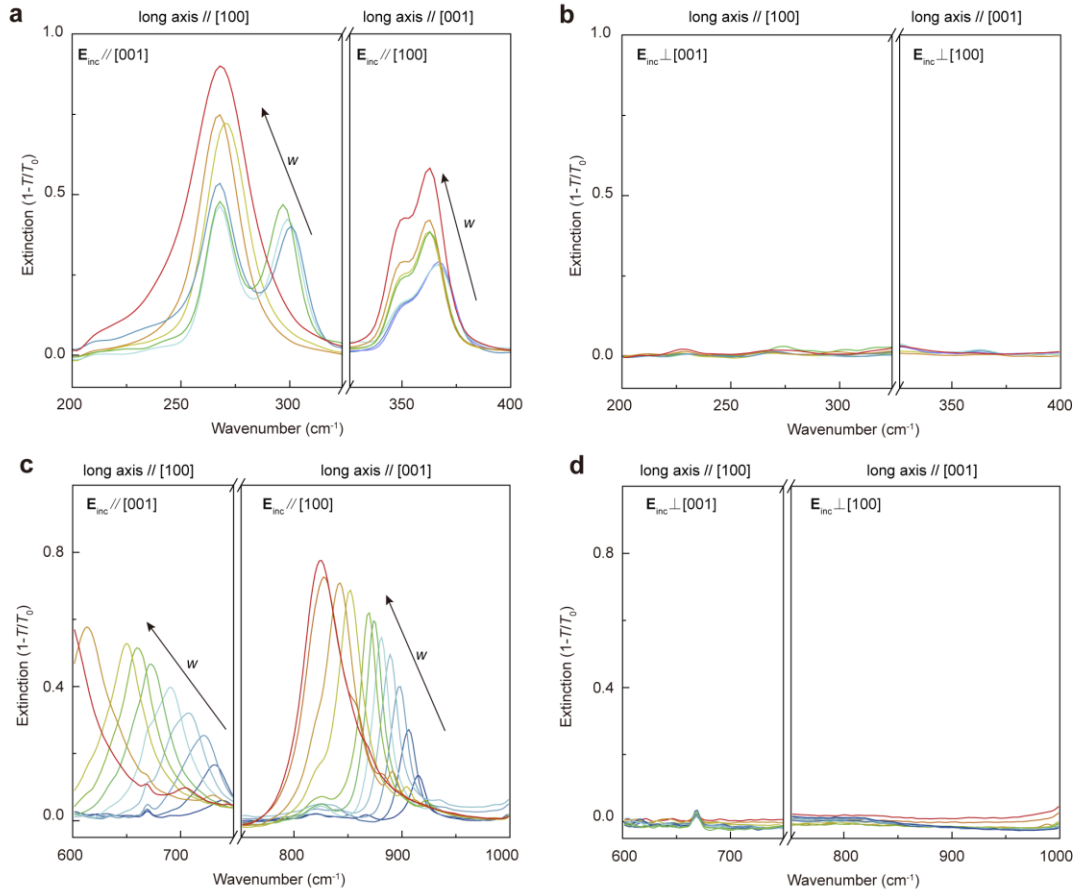 a
long axis // [100]
long axis // [001]
E_inc // [001]
E_inc // [100]
w
w
Extinction (1-T/T_0)
1.0
0.5
0.0
200
250
300
350
400
Wavenumber (cm⁻¹)
b
long axis // [100]
long axis // [001]
E_inc ⊥ [001]
E_inc ⊥ [100]
Extinction (1-T/T_0)
1.0
0.5
0.0
200
250
300
350
400
Wavenumber (cm⁻¹)
c
long axis // [100]
long axis // [001]
E_inc // [001]
E_inc // [100]
w
w
Extinction (1-T/T_0)
0.8
0.4
0.0
600
700
800
900
1000
Wavenumber (cm⁻¹)
d
long axis // [100]
long axis // [001]
E_inc ⊥ [001]
E_inc ⊥ [100]
Extinction (1-T/T_0)
0.8
0.4
0.0
600
700
800
900
1000
Wavenumber (cm⁻¹)